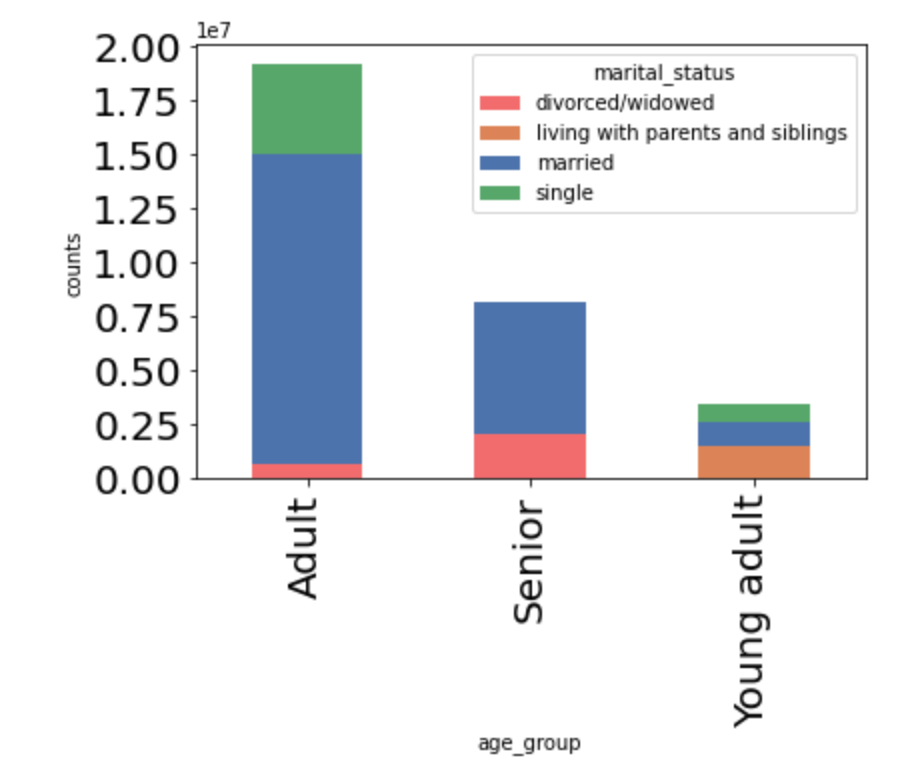 1e7
2.00
1.75
1.50
1.25
1.00
0.75
0.50
0.25
0.00
counts
marital_status
divorced/widowed
living with parents and siblings
married
single
Adult
Senior
Young adult
age_group